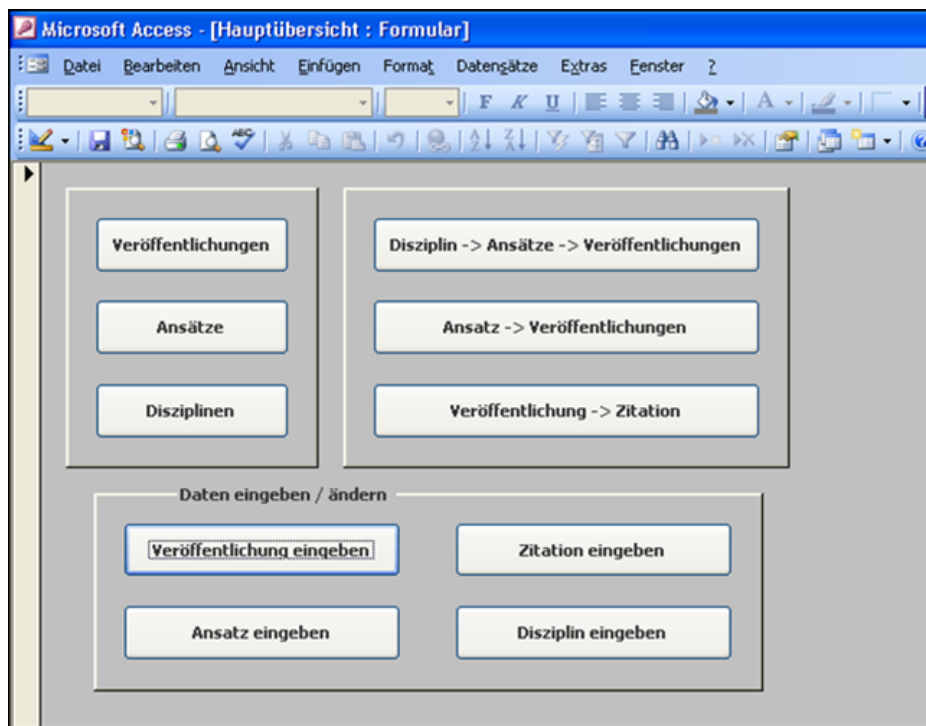 Microsoft Access - [Hauptübersicht : Formular]
Datei Bearbeiten Ansicht Einfügen Format Datensätze Extras Fenster ?
F K U A
ABC
A Z Z A
Veröffentlichungen
Disziplin -> Ansätze -> Veröffentlichungen
Ansätze
Ansatz -> Veröffentlichungen
Disziplinen
Veröffentlichung -> Zitation
Daten eingeben / ändern
Veröffentlichung eingeben
Zitation eingeben
Ansatz eingeben
Disziplin eingeben